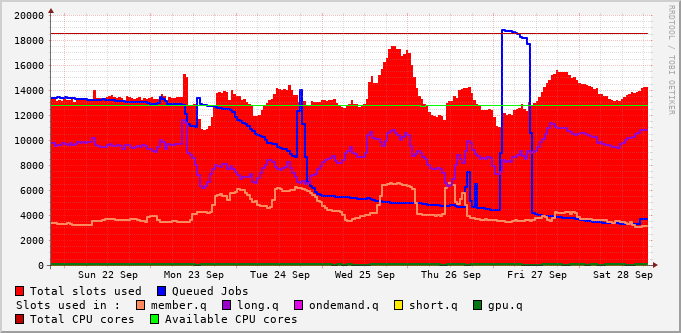 20000
18000
16000
14000
12000
10000
8000
6000
4000
2000
0
Sun 22 Sep Mon 23 Sep Tue 24 Sep Wed 25 Sep Thu 26 Sep Fri 27 Sep Sat 28 Sep
Total slots used Queued Jobs
Slots used in : member.q long.q ondemand.q short.q gpu.q
Total CPU cores Available CPU cores
RRDTOOL / TOBI OETIKER